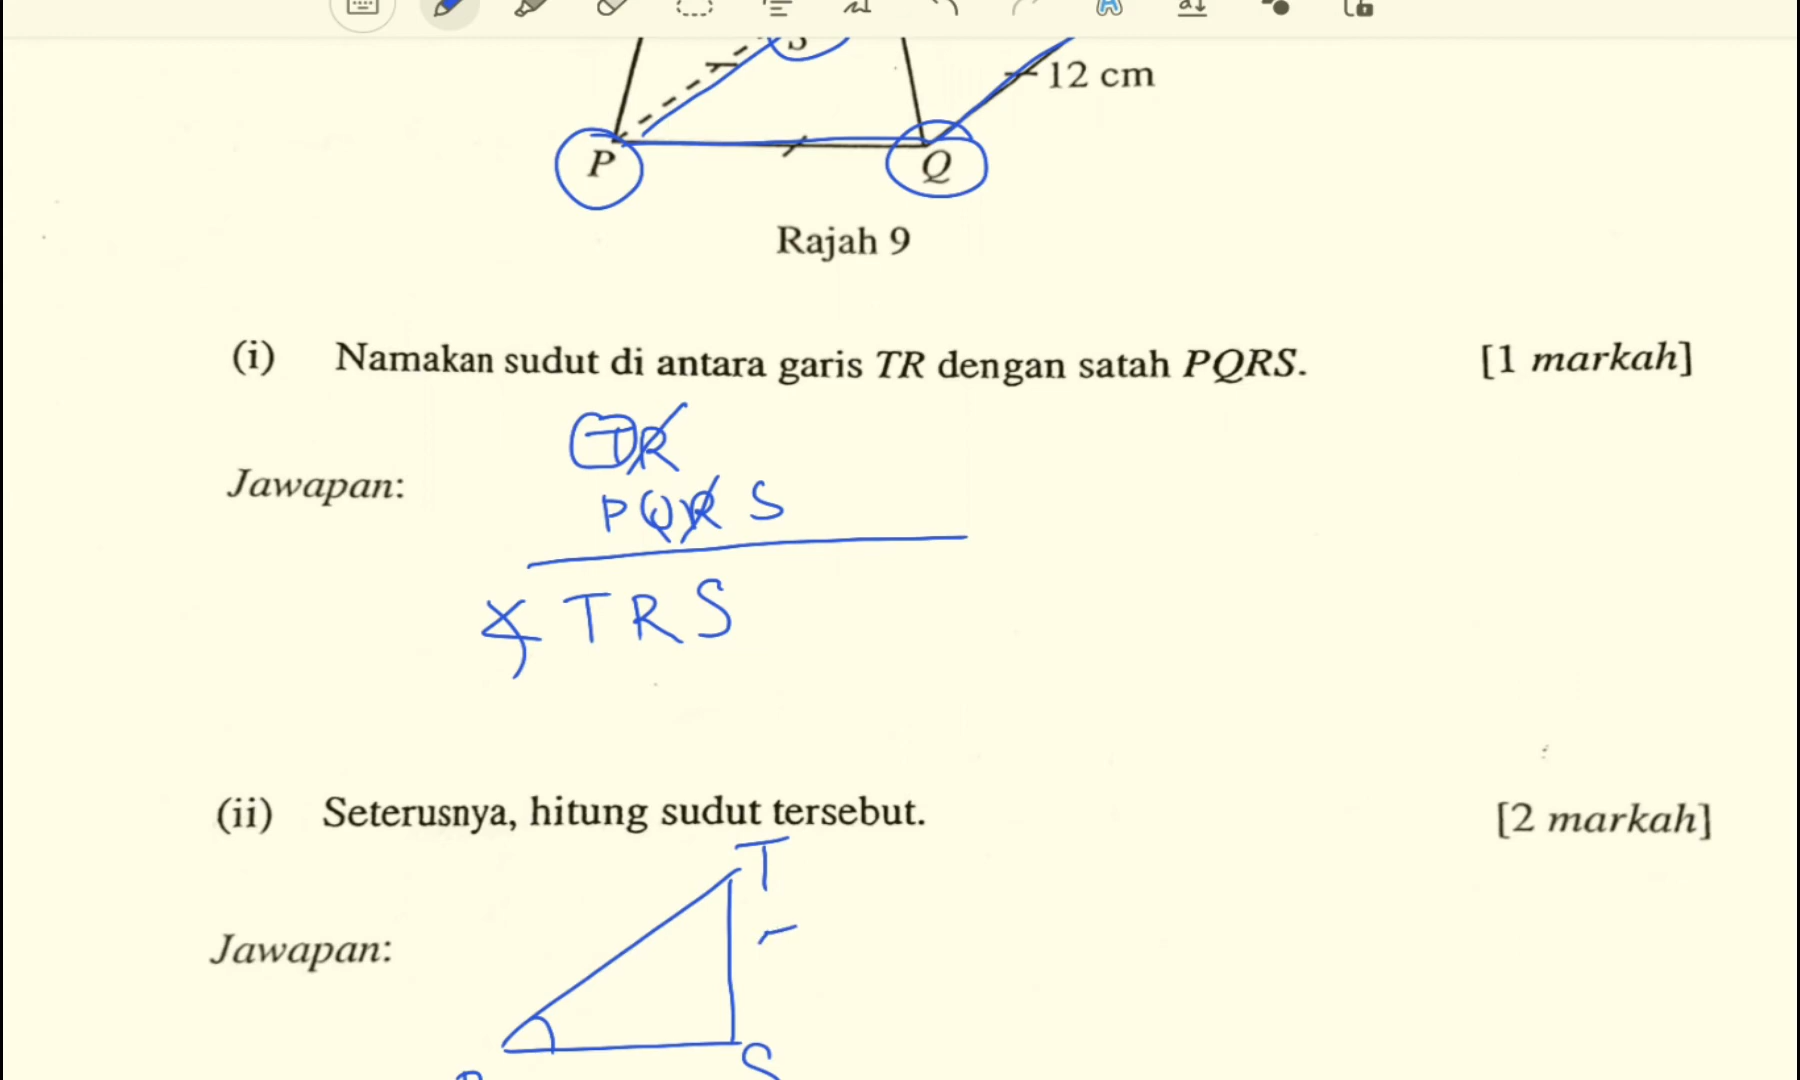 12 cm
P
Q
Rajah 9
(i) Namakan sudut di antara garis TR dengan satah PQRS. [1 markah]
TR
Jawapan:
PQRS
∡ TRS
(ii) Seterusnya, hitung sudut tersebut. [2 markah]
T
Jawapan:
S